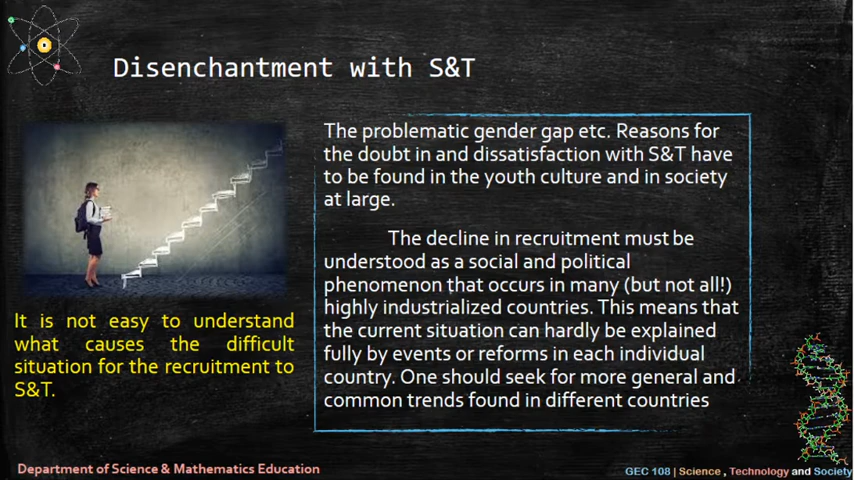 Disenchantment with S&T
The problematic gender gap etc. Reasons for
the doubt in and dissatisfaction with S&T have
to be found in the youth culture and in society
at large.
The decline in recruitment must be
understood as a social and political
phenomenon that occurs in many (but not all!)
highly industrialized countries. This means that
the current situation can hardly be explained
fully by events or reforms in each individual
country. One should seek for more general and
common trends found in different countries
It is not easy to understand
what causes the difficult
situation for the recruitment to
S&T.
Department of Science & Mathematics Education
GEC 108 | Science , Technology and Society